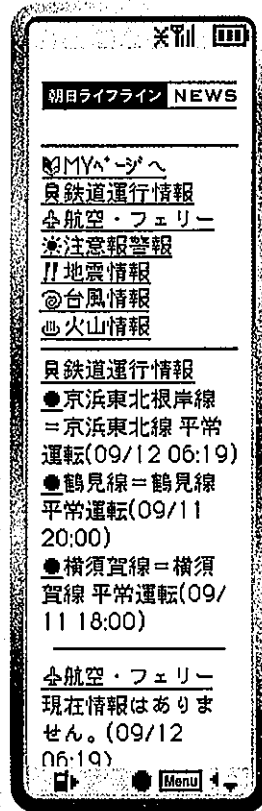 朝日ライフライン NEWS
MYページへ
鉄道運行情報
航空・フェリー
注意報警報
地震情報
台風情報
火山情報
鉄道運行情報
●京浜東北根岸線
=京浜東北線 平常
運転(09/12 06:19)
●鶴見線=鶴見線
平常運転(09/11
20:00)
●横須賀線=横須
賀線 平常運転(09/
11 18:00)
航空・フェリー
現在情報はありま
せん。(09/12
06:19)
Menu